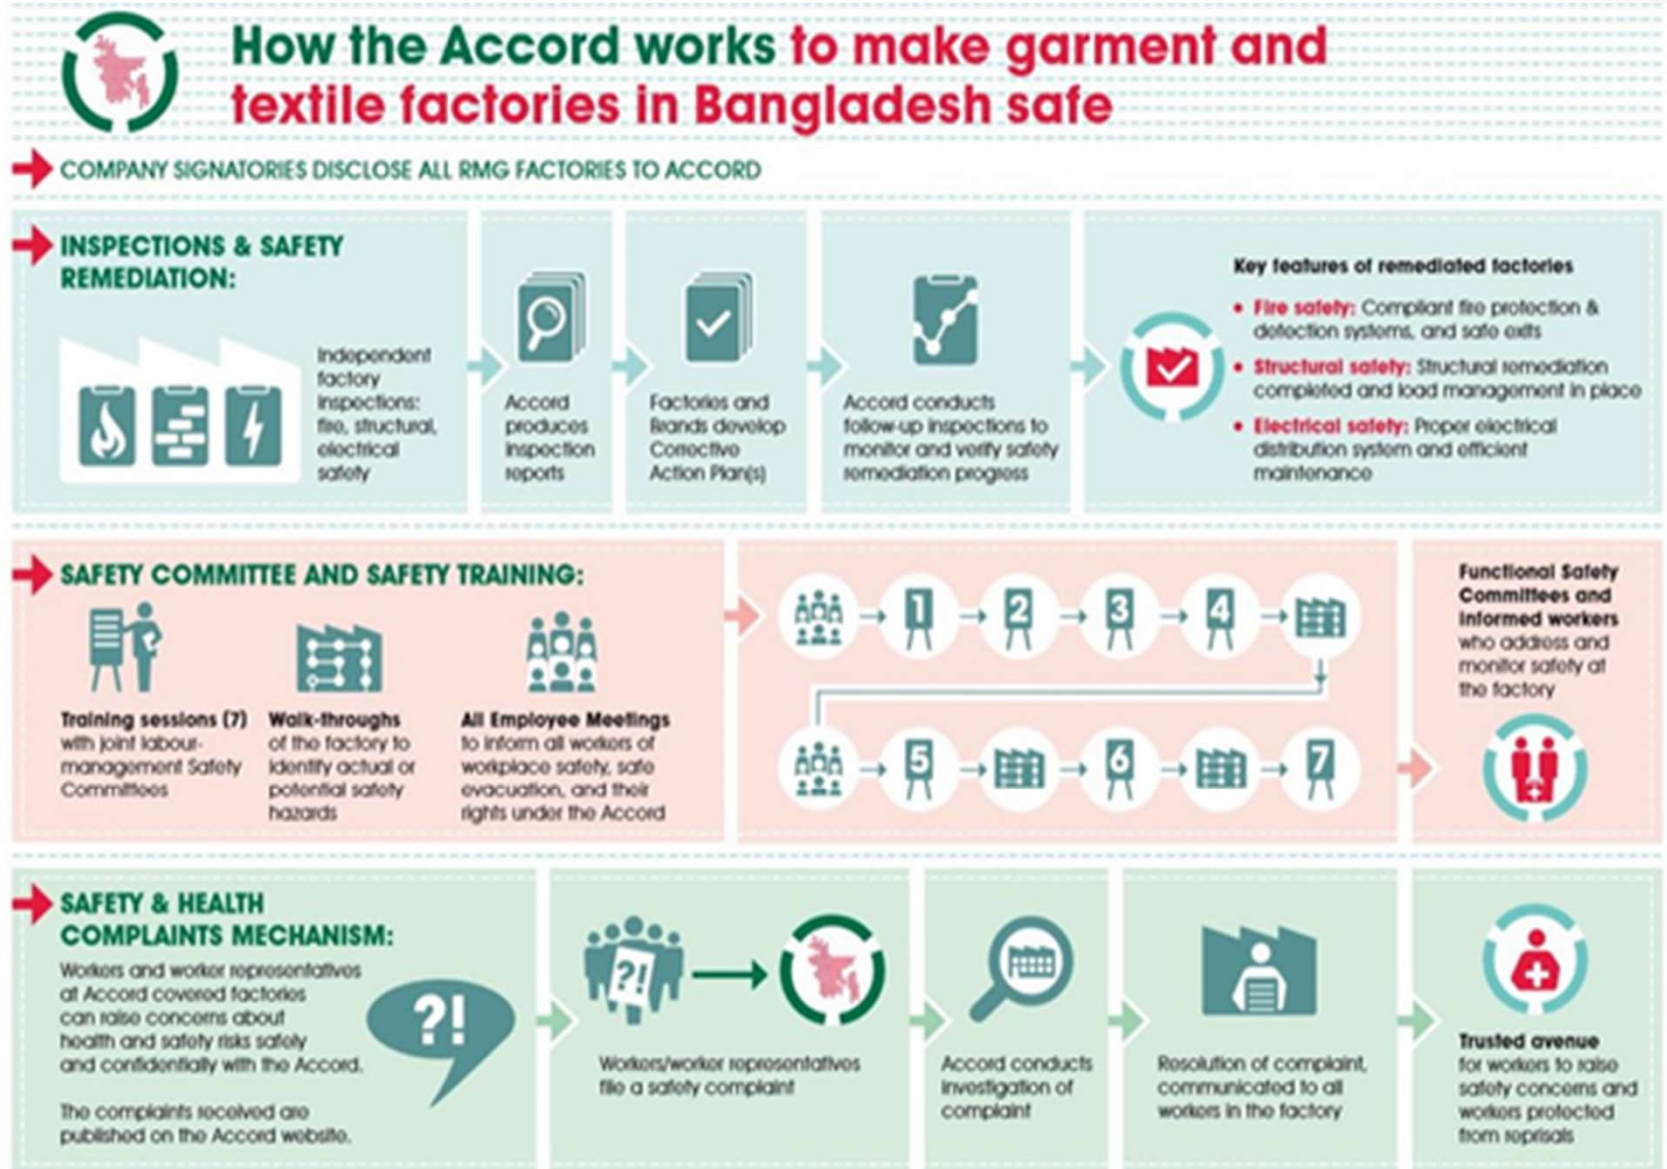 How the Accord works to make garment and
textile factories in Bangladesh safe
COMPANY SIGNATORIES DISCLOSE ALL RMG FACTORIES TO ACCORD
INSPECTIONS & SAFETY
REMEDIATION:
Independent
factory
inspections:
fire, structural,
electrical
safety
Accord
produces
inspection
reports
Factories and
Brands develop
Corrective
Action Plan(s)
Accord conducts
follow-up inspections to
monitor and verify safety
remediation progress
Key features of remediated factories
• Fire safety: Compliant fire protection &
detection systems, and safe exits
• Structural safety: Structural remediation
completed and load management in place
• Electrical safety: Proper electrical
distribution system and efficient
maintenance
SAFETY COMMITTEE AND SAFETY TRAINING:
Training sessions (7)
with joint labour-
management Safety
Committees
Walk-throughs
of the factory to
identify actual or
potential safety
hazards
All Employee Meetings
to inform all workers of
workplace safety, safe
evacuation, and their
rights under the Accord
1 2 3 4
5 6 7
Functional Safety
Committees and
informed workers
who address and
monitor safety at
the factory
SAFETY & HEALTH
COMPLAINTS MECHANISM:
Workers and worker representatives
at Accord covered factories
can raise concerns about
health and safety risks safely
and confidentially with the Accord.
The complaints received are
published on the Accord website.
?!
?!
Workers/worker representatives
file a safety complaint
Accord conducts
investigation of
complaint
Resolution of complaint,
communicated to all
workers in the factory
Trusted avenue
for workers to raise
safety concerns and
workers protected
from reprisals